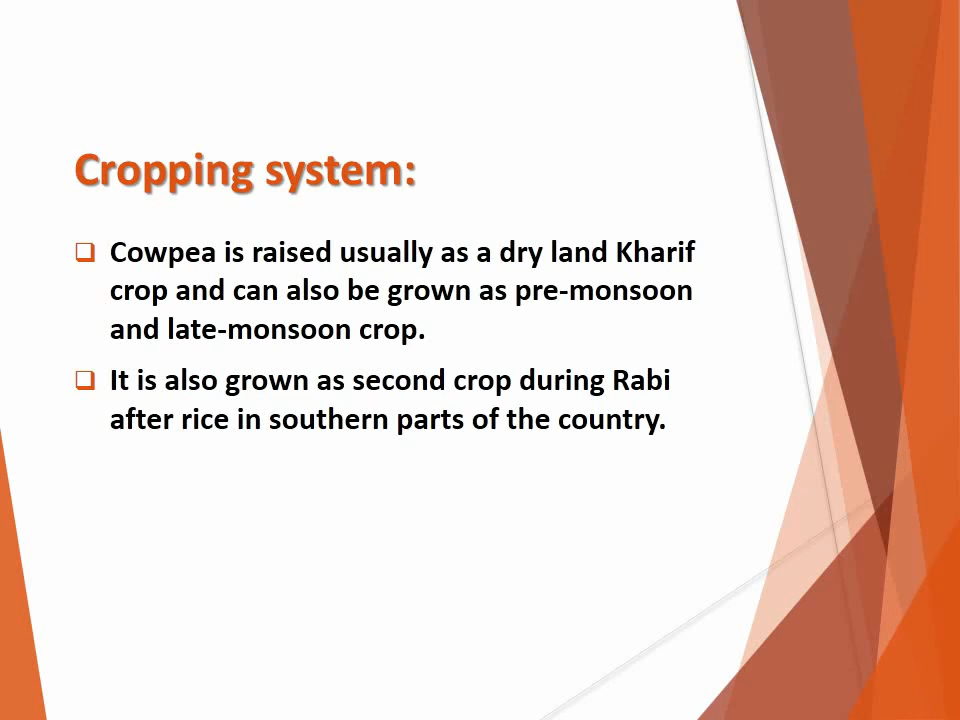 Cropping system:
Cowpea is raised usually as a dry land Kharif
crop and can also be grown as pre-monsoon
and late-monsoon crop.
It is also grown as second crop during Rabi
after rice in southern parts of the country.